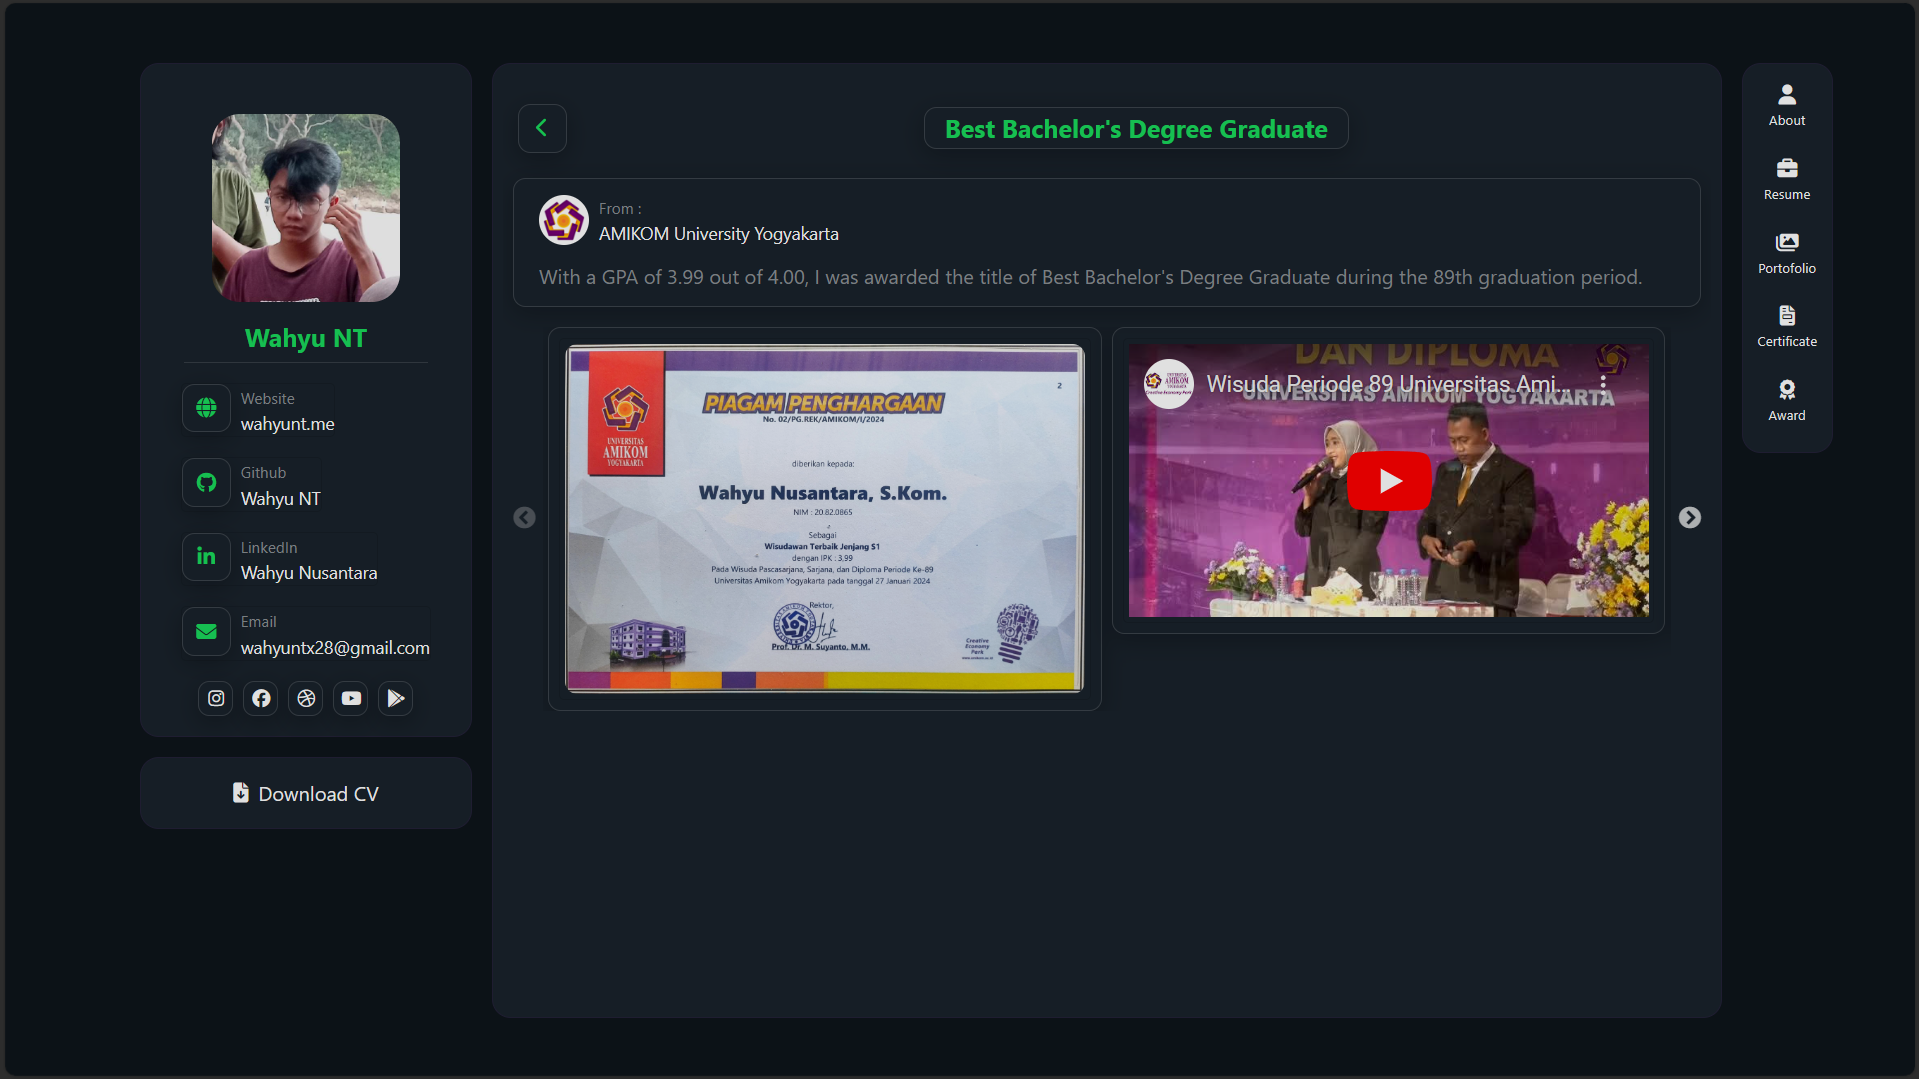 Wahyu NT
Website
wahyunt.me
Github
Wahyu NT
LinkedIn
Wahyu Nusantara
Email
wahyuntx28@gmail.com
Download CV
Best Bachelor's Degree Graduate
From :
AMIKOM University Yogyakarta
With a GPA of 3.99 out of 4.00, I was awarded the title of Best Bachelor's Degree Graduate during the 89th graduation period.
2
UNIVERSITAS
AMIKOM
YOGYAKARTA
PIAGAM PENGHARGAAN
No. 02/PG.REK/AMIKOM/I/2024
diberikan kepada:
Wahyu Nusantara, S.Kom.
NIM : 20.82.0865
Sebagai
Wisudawan Terbaik Jenjang S1
dengan IPK : 3,99
Pada Wisuda Pascasarjana, Sarjana, dan Diploma Periode Ke-89
Universitas Amikom Yogyakarta pada tanggal 27 Januari 2024
Rektor,
Prof. Dr. M. Suyanto, M.M.
Creative
Economy
Park
DAN DIPLOMA
Wisuda Periode 89 Universitas Ami...
UNIVERSITAS AMIKOM YOGYAKARTA
About
Resume
Portofolio
Certificate
Award